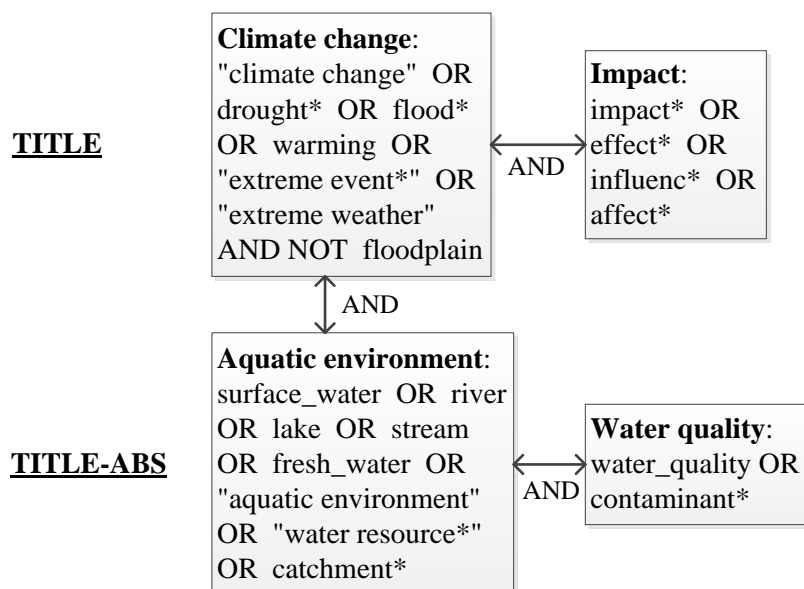 Climate change:
"climate change" OR
drought* OR flood*
OR warming OR
"extreme event*" OR
"extreme weather"
AND NOT floodplain
Impact:
impact* OR
effect* OR
influenc* OR
affect*
TITLE
AND
AND
Aquatic environment:
surface_water OR river
OR lake OR stream
OR fresh_water OR
"aquatic environment"
OR "water resource*"
OR catchment*
Water quality:
water_quality OR
contaminant*
TITLE-ABS
AND